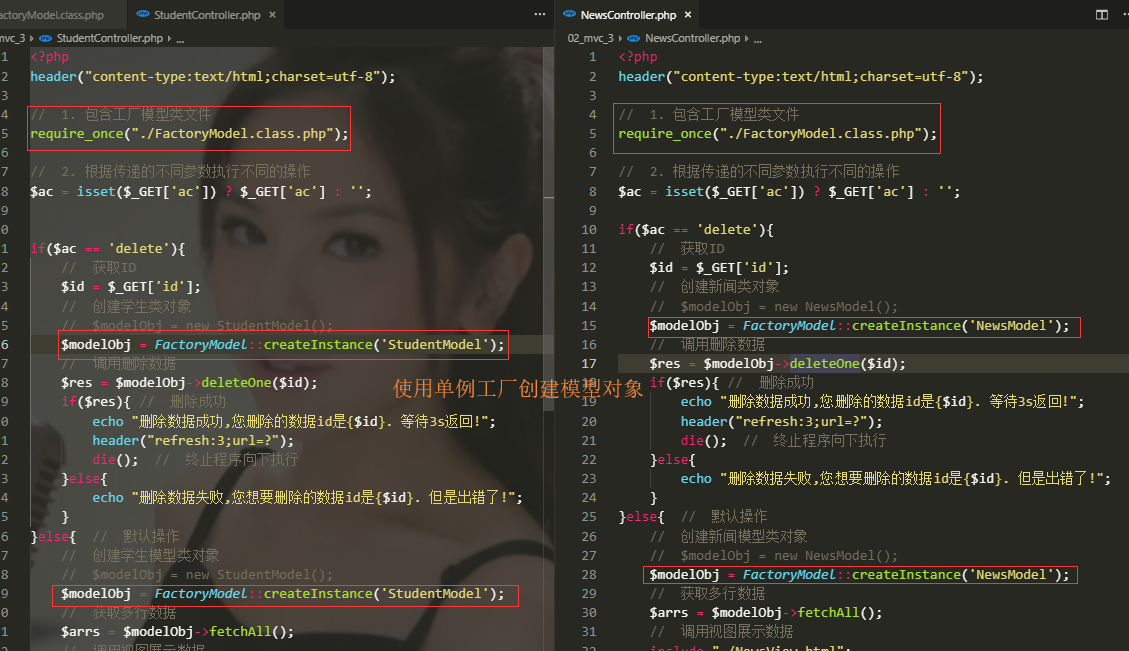 actoryModel.class.php
StudentController.php ×
mvc_3 > StudentController.php > ...
1 <?php
2 header("content-type:text/html;charset=utf-8");
3
4 // 1. 包含工厂模型类文件
5 require_once("./FactoryModel.class.php");
6
7 // 2. 根据传递的不同参数执行不同的操作
8 $ac = isset($_GET['ac']) ? $_GET['ac'] : '';
9
0
1 if($ac == 'delete'){
2 // 获取ID
3 $id = $_GET['id'];
4 // 创建学生类对象
5 // $modelObj = new StudentModel();
6 $modelObj = FactoryModel::createInstance('StudentModel');
7 // 调用删除数据
8 $res = $modelObj->deleteOne($id);
9 if($res){ // 删除成功
0 echo "删除数据成功,您删除的数据id是{$id}. 等待3s返回!";
1 header("refresh:3;url=?");
2 die(); // 终止程序向下执行
3 }else{
4 echo "删除数据失败,您想要删除的数据id是{$id}. 但是出错了!";
5 }
6 }else{ // 默认操作
7 // 创建学生模型类对象
8 // $modelObj = new StudentModel();
9 $modelObj = FactoryModel::createInstance('StudentModel');
0 // 获取多行数据
1 $arrs = $modelObj->fetchAll();
// 调用视图展示数据
使用单例工厂创建模型对象
NewsController.php ×
02_mvc_3 > NewsController.php > ...
1 <?php
2 header("content-type:text/html;charset=utf-8");
3
4 // 1. 包含工厂模型类文件
5 require_once("./FactoryModel.class.php");
6
7 // 2. 根据传递的不同参数执行不同的操作
8 $ac = isset($_GET['ac']) ? $_GET['ac'] : '';
9
10 if($ac == 'delete'){
11 // 获取ID
12 $id = $_GET['id'];
13 // 创建新闻类对象
14 // $modelObj = new NewsModel();
15 $modelObj = FactoryModel::createInstance('NewsModel');
16 // 调用删除数据
17 $res = $modelObj->deleteOne($id);
18 if($res){ // 删除成功
19 echo "删除数据成功,您删除的数据id是{$id}. 等待3s返回!";
20 header("refresh:3;url=?");
21 die(); // 终止程序向下执行
22 }else{
23 echo "删除数据失败,您想要删除的数据id是{$id}. 但是出错了!";
24 }
25 }else{ // 默认操作
26 // 创建新闻模型类对象
27 // $modelObj = new NewsModel();
28 $modelObj = FactoryModel::createInstance('NewsModel');
29 // 获取多行数据
30 $arrs = $modelObj->fetchAll();
31 // 调用视图展示数据
32 include "./NewsView.html";